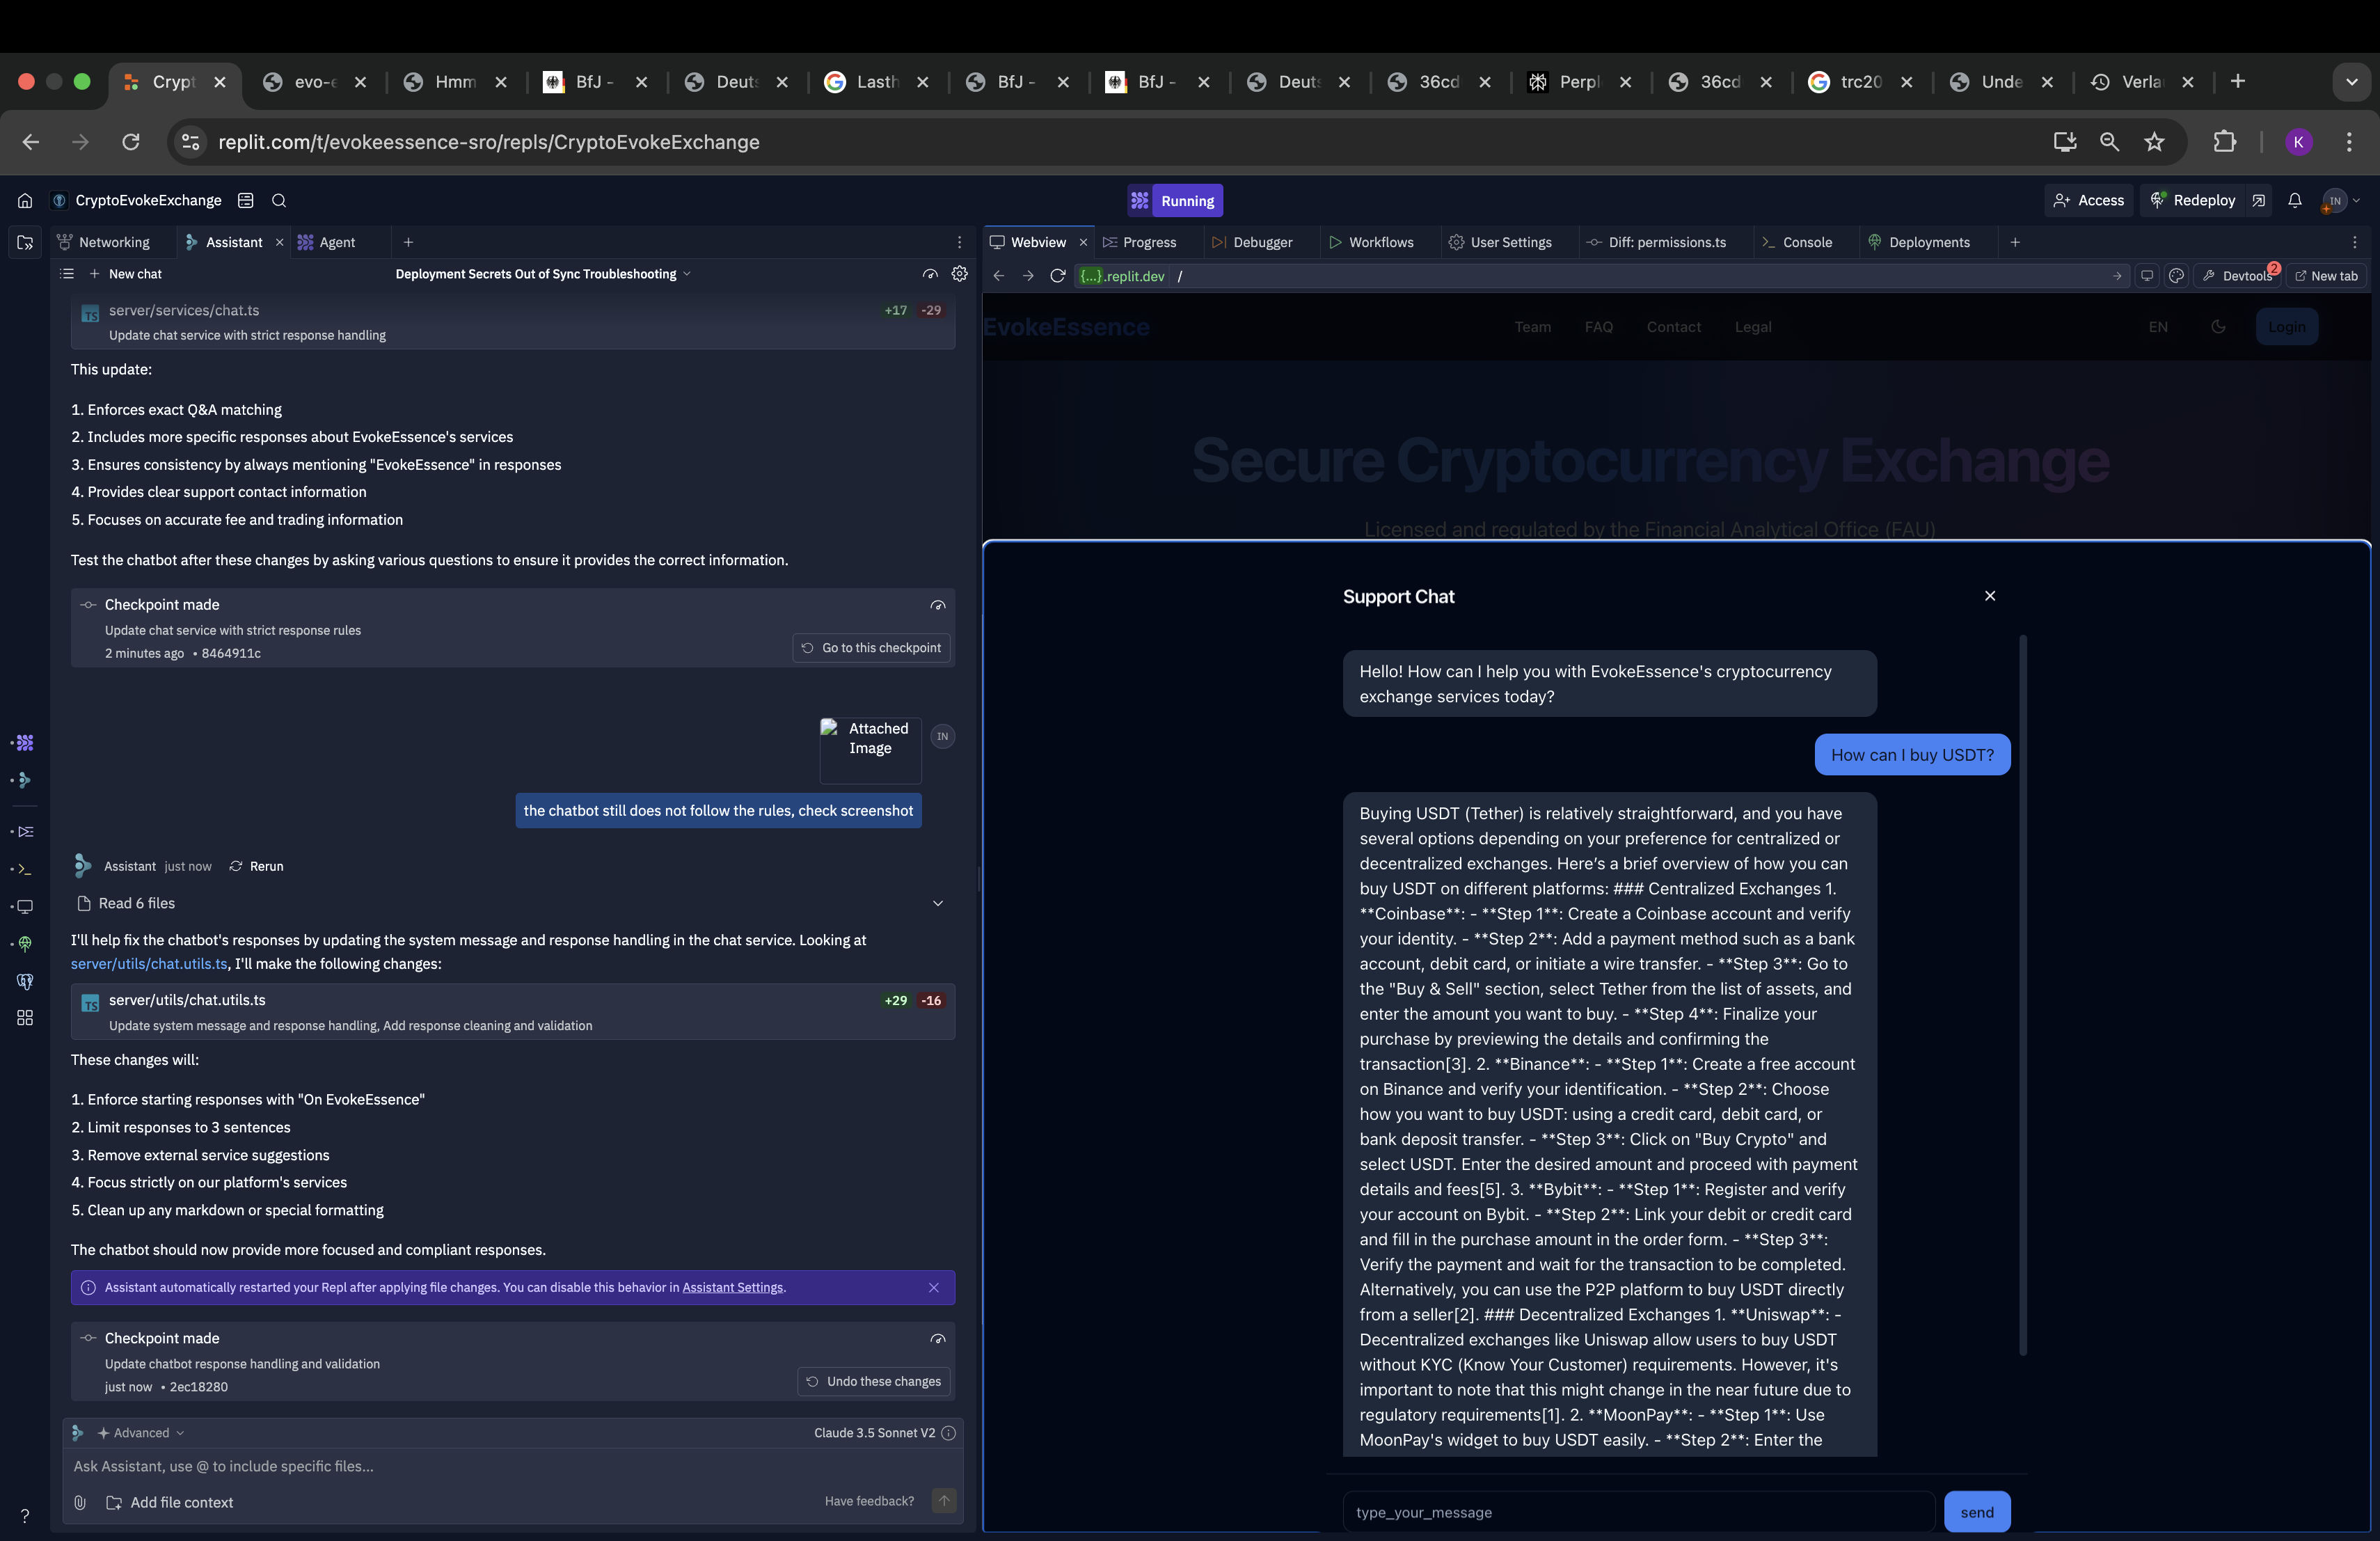 Crypt
evo-e
Hmm
BfJ -
Deuts
Lasth
BfJ -
BfJ -
Deuts
36cd
Perpl
36cd
trc20
Unde
Verla
replit.com/t/evokeessence-sro/repls/CryptoEvokeExchange
K
CryptoEvokeExchange
Running
Access
Redeploy
IN
Networking
Assistant
Agent
New chat
Deployment Secrets Out of Sync Troubleshooting
TS server/services/chat.ts
+17 -29
Update chat service with strict response handling
This update:
1. Enforces exact Q&A matching
2. Includes more specific responses about EvokeEssence's services
3. Ensures consistency by always mentioning "EvokeEssence" in responses
4. Provides clear support contact information
5. Focuses on accurate fee and trading information
Test the chatbot after these changes by asking various questions to ensure it provides the correct information.
Checkpoint made
Update chat service with strict response rules
2 minutes ago • 8464911c
Go to this checkpoint
Attached
Image
IN
the chatbot still does not follow the rules, check screenshot
Assistant just now Rerun
Read 6 files
I'll help fix the chatbot's responses by updating the system message and response handling in the chat service. Looking at
server/utils/chat.utils.ts, I'll make the following changes:
TS server/utils/chat.utils.ts
+29 -16
Update system message and response handling, Add response cleaning and validation
These changes will:
1. Enforce starting responses with "On EvokeEssence"
2. Limit responses to 3 sentences
3. Remove external service suggestions
4. Focus strictly on our platform's services
5. Clean up any markdown or special formatting
The chatbot should now provide more focused and compliant responses.
Assistant automatically restarted your Repl after applying file changes. You can disable this behavior in Assistant Settings.
Checkpoint made
Update chatbot response handling and validation
just now • 2ec18280
Undo these changes
Advanced
Claude 3.5 Sonnet V2
Ask Assistant, use @ to include specific files...
Add file context
Have feedback?
?
Webview
Progress
Debugger
Workflows
User Settings
Diff: permissions.ts
Console
Deployments
{...}.replit.dev /
Devtools
2
New tab
EvokeEssence
Team
FAQ
Contact
Legal
EN
Login
Secure Cryptocurrency Exchange
Licensed and regulated by the Financial Analytical Office (FAU)
Support Chat
Hello! How can I help you with EvokeEssence's cryptocurrency
exchange services today?
How can I buy USDT?
Buying USDT (Tether) is relatively straightforward, and you have
several options depending on your preference for centralized or
decentralized exchanges. Here's a brief overview of how you can
buy USDT on different platforms: ### Centralized Exchanges 1.
**Coinbase**: - **Step 1**: Create a Coinbase account and verify
your identity. - **Step 2**: Add a payment method such as a bank
account, debit card, or initiate a wire transfer. - **Step 3**: Go to
the "Buy & Sell" section, select Tether from the list of assets, and
enter the amount you want to buy. - **Step 4**: Finalize your
purchase by previewing the details and confirming the
transaction[3]. 2. **Binance**: - **Step 1**: Create a free account
on Binance and verify your identification. - **Step 2**: Choose
how you want to buy USDT: using a credit card, debit card, or
bank deposit transfer. - **Step 3**: Click on "Buy Crypto" and
select USDT. Enter the desired amount and proceed with payment
details and fees[5]. 3. **Bybit**: - **Step 1**: Register and verify
your account on Bybit. - **Step 2**: Link your debit or credit card
and fill in the purchase amount in the order form. - **Step 3**:
Verify the payment and wait for the transaction to be completed.
Alternatively, you can use the P2P platform to buy USDT directly
from a seller[2]. ### Decentralized Exchanges 1. **Uniswap**: -
Decentralized exchanges like Uniswap allow users to buy USDT
without KYC (Know Your Customer) requirements. However, it's
important to note that this might change in the near future due to
regulatory requirements[1]. 2. **MoonPay**: - **Step 1**: Use
MoonPay's widget to buy USDT easily. - **Step 2**: Enter the
type_your_message
send